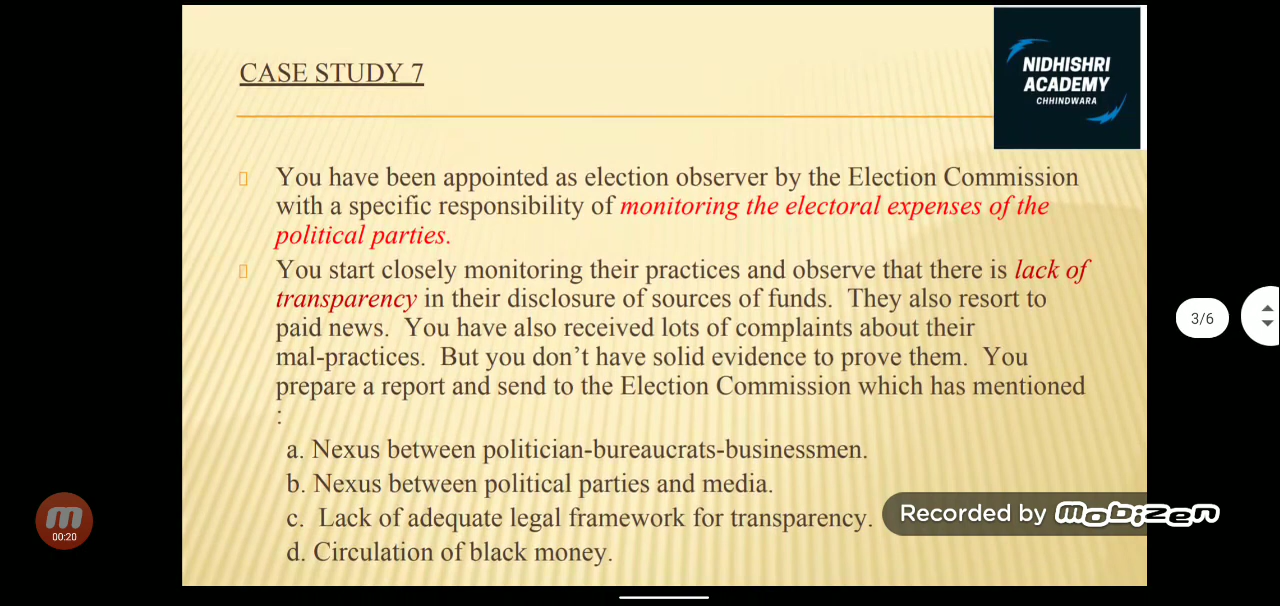 CASE STUDY 7
NIDHISHRI
ACADEMY
CHHINDWARA
You have been appointed as election observer by the Election Commission
with a specific responsibility of monitoring the electoral expenses of the
political parties.
You start closely monitoring their practices and observe that there is lack of
transparency in their disclosure of sources of funds. They also resort to
paid news. You have also received lots of complaints about their
mal-practices. But you don't have solid evidence to prove them. You
prepare a report and send to the Election Commission which has mentioned
:
a. Nexus between politician-bureaucrats-businessmen.
b. Nexus between political parties and media.
c. Lack of adequate legal framework for transparency.
d. Circulation of black money.
3/6
00:20
Recorded by mobizen